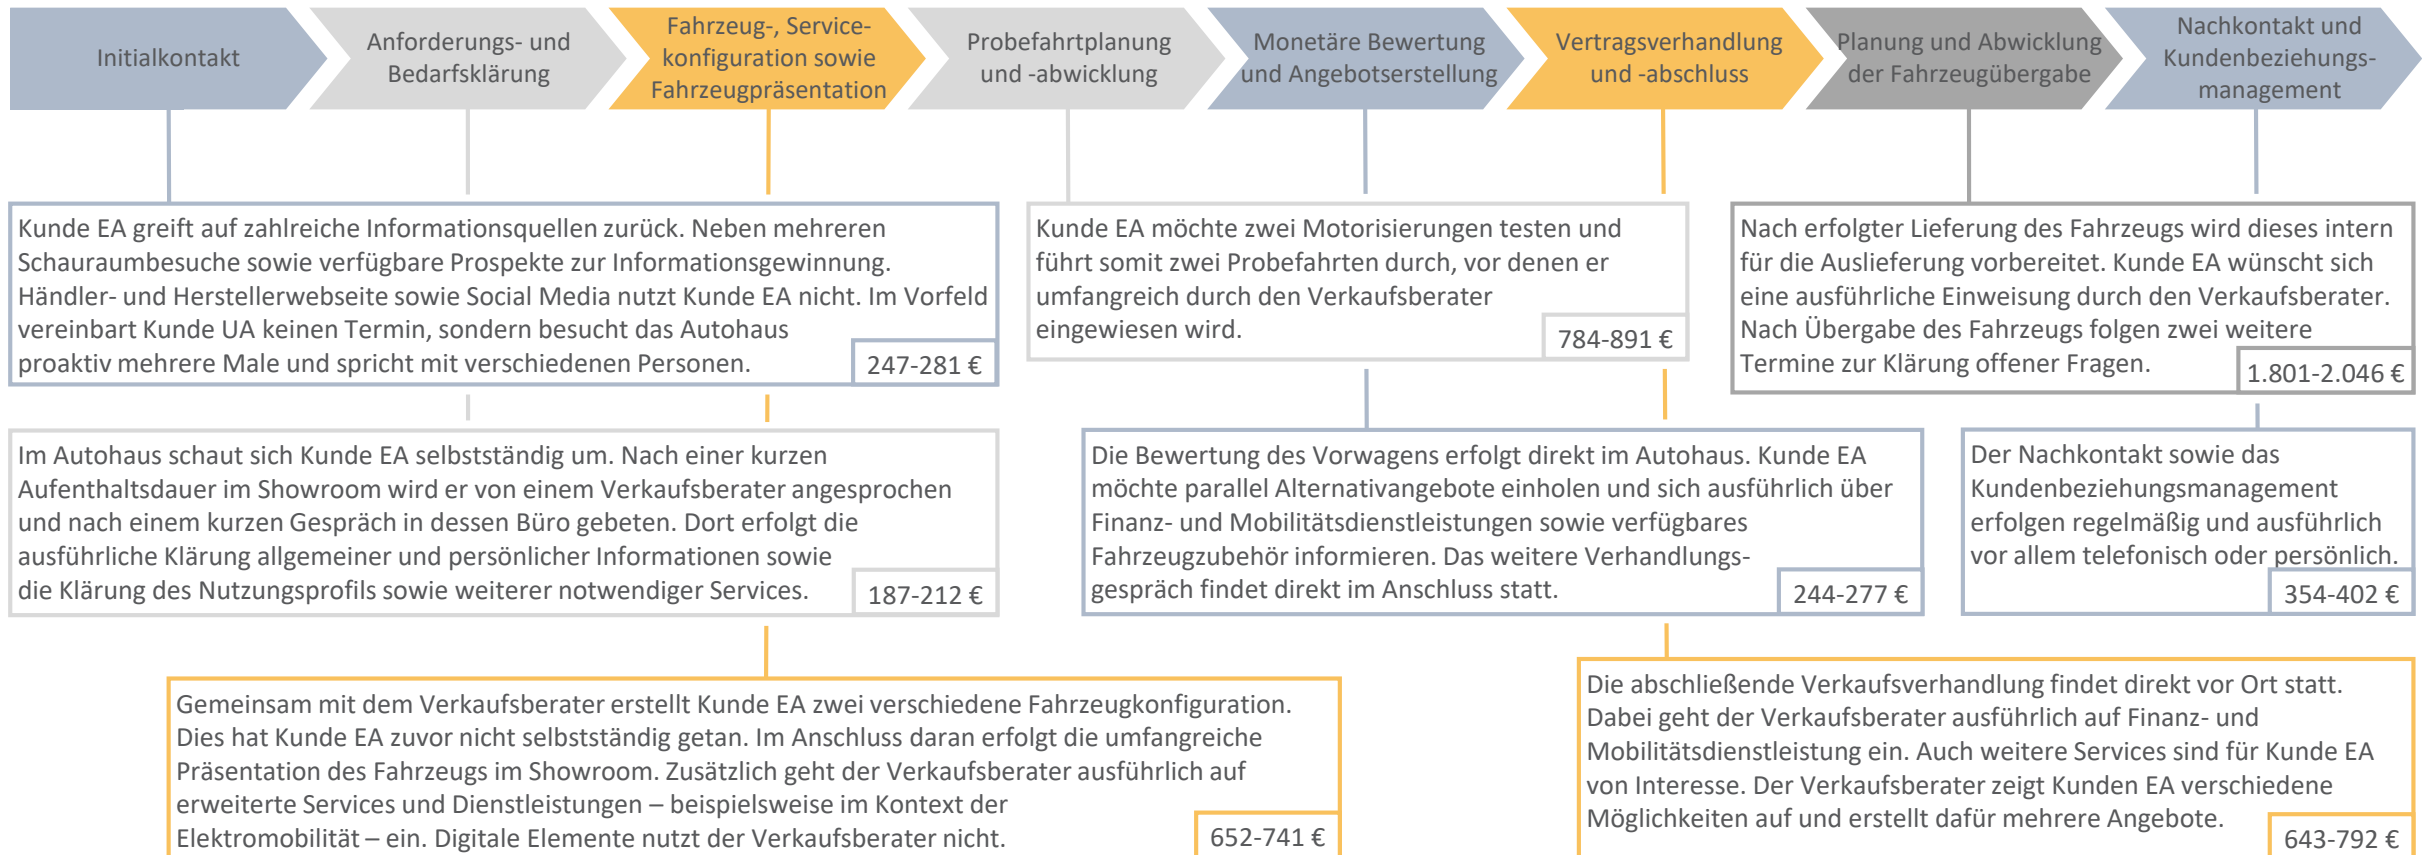 Initialkontakt
Anforderungs- und
Bedarfsklärung
Fahrzeug-, Service-
konfiguration sowie
Fahrzeugpräsentation
Probefahrtplanung
und -abwicklung
Monetäre Bewertung
und Angebotserstellung
Vertragsverhandlung
und -abschluss
Planung und Abwicklung
der Fahrzeugübergabe
Nachkontakt und
Kundenbeziehungs-
management
Kunde EA greift auf zahlreiche Informationsquellen zurück. Neben mehreren
Schauraumbesuche sowie verfügbare Prospekte zur Informationsgewinnung.
Händler- und Herstellerwebseite sowie Social Media nutzt Kunde EA nicht. Im Vorfeld
vereinbart Kunde UA keinen Termin, sondern besucht das Autohaus
proaktiv mehrere Male und spricht mit verschiedenen Personen.
247-281 €
Kunde EA möchte zwei Motorisierungen testen und
führt somit zwei Probefahrten durch, vor denen er
umfangreich durch den Verkaufsberater
eingewiesen wird.
784-891 €
Nach erfolgter Lieferung des Fahrzeugs wird dieses intern
für die Auslieferung vorbereitet. Kunde EA wünscht sich
eine ausführliche Einweisung durch den Verkaufsberater.
Nach Übergabe des Fahrzeugs folgen zwei weitere
Termine zur Klärung offener Fragen.
1.801-2.046 €
Im Autohaus schaut sich Kunde EA selbstständig um. Nach einer kurzen
Aufenthaltsdauer im Showroom wird er von einem Verkaufsberater angesprochen
und nach einem kurzen Gespräch in dessen Büro gebeten. Dort erfolgt die
ausführliche Klärung allgemeiner und persönlicher Informationen sowie
die Klärung des Nutzungsprofils sowie weiterer notwendiger Services.
187-212 €
Die Bewertung des Vorwagens erfolgt direkt im Autohaus. Kunde EA
möchte parallel Alternativangebote einholen und sich ausführlich über
Finanz- und Mobilitätsdienstleistungen sowie verfügbares
Fahrzeugzubehör informieren. Das weitere Verhandlungs-
gespräch findet direkt im Anschluss statt.
244-277 €
Der Nachkontakt sowie das
Kundenbeziehungsmanagement
erfolgen regelmäßig und ausführlich
vor allem telefonisch oder persönlich.
354-402 €
Gemeinsam mit dem Verkaufsberater erstellt Kunde EA zwei verschiedene Fahrzeugkonfiguration.
Dies hat Kunde EA zuvor nicht selbstständig getan. Im Anschluss daran erfolgt die umfangreiche
Präsentation des Fahrzeugs im Showroom. Zusätzlich geht der Verkaufsberater ausführlich auf
erweiterte Services und Dienstleistungen – beispielsweise im Kontext der
Elektromobilität – ein. Digitale Elemente nutzt der Verkaufsberater nicht.
652-741 €
Die abschließende Verkaufsverhandlung findet direkt vor Ort statt.
Dabei geht der Verkaufsberater ausführlich auf Finanz- und
Mobilitätsdienstleistung ein. Auch weitere Services sind für Kunde EA
von Interesse. Der Verkaufsberater zeigt Kunden EA verschiedene
Möglichkeiten auf und erstellt dafür mehrere Angebote.
643-792 €